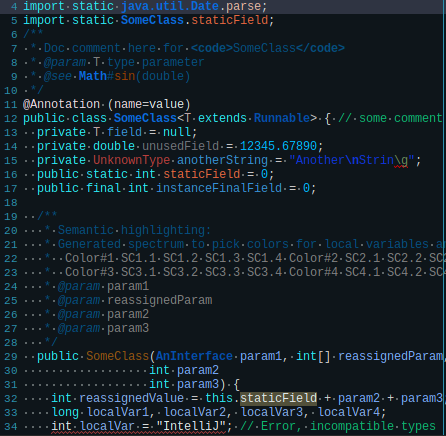 4 import static java.util.Date.parse;
5 import static SomeClass.staticField;
6 /**
7  * Doc comment here for <code>SomeClass</code>
8  * @param T type parameter
9  * @see Math#sin(double)
10  */
11 @Annotation (name=value)
12 public class SomeClass<T extends Runnable> { // some comment
13   private T field = null;
14   private double unusedField = 12345.67890;
15   private UnknownType anotherString = "Another\nStrin\g";
16   public static int staticField = 0;
17   public final int instanceFinalField = 0;
18
19   /**
20    * Semantic highlighting:
21    * Generated spectrum to pick colors for local variables a
22    *  Color#1 SC1.1 SC1.2 SC1.3 SC1.4 Color#2 SC2.1 SC2.2 SC2
23    *  Color#3 SC3.1 SC3.2 SC3.3 SC3.4 Color#4 SC4.1 SC4.2 SC4
24    * @param param1
25    * @param reassignedParam
26    * @param param2
27    * @param param3
28    */
29   public SomeClass(AnInterface param1, int[] reassignedParam,
30                   int param2
31                   int param3) {
32     int reassignedValue = this.staticField + param2 + param3
33     long localVar1, localVar2, localVar3, localVar4;
34     int localVar = "IntelliJ"; // Error, incompatible types